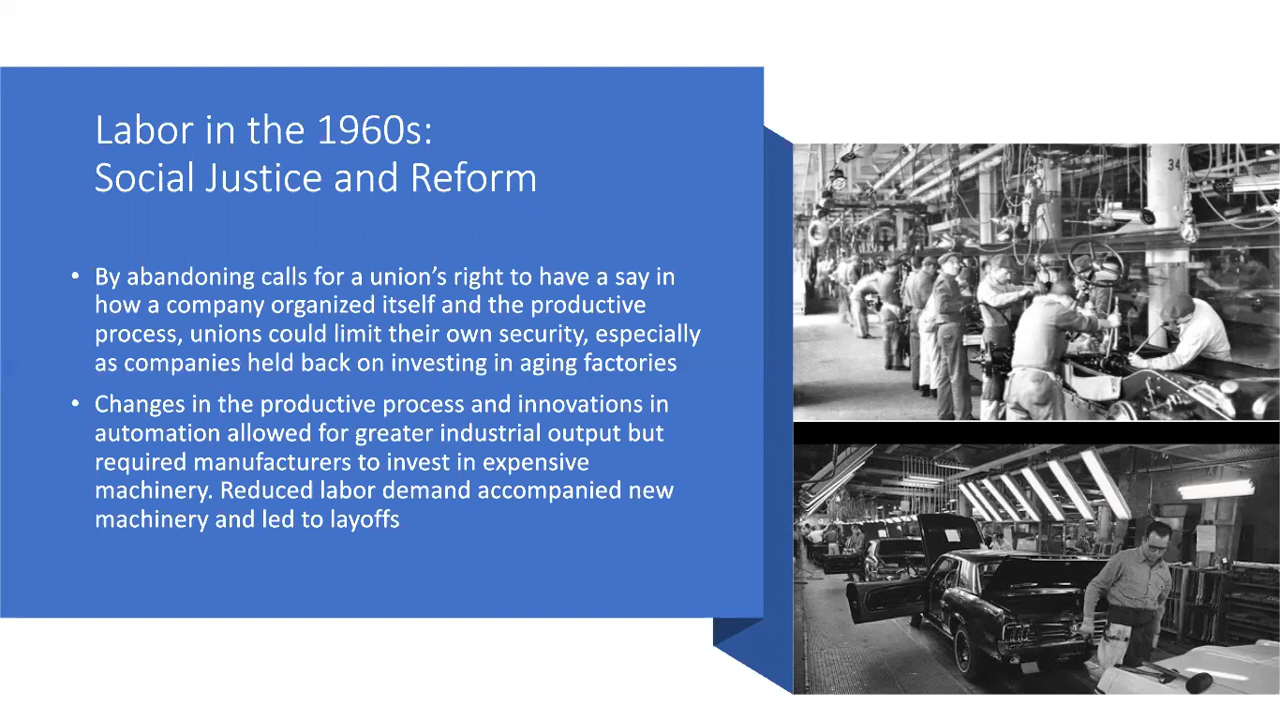 Labor in the 1960s:
Social Justice and Reform
• By abandoning calls for a union’s right to have a say in
how a company organized itself and the productive
process, unions could limit their own security, especially
as companies held back on investing in aging factories
• Changes in the productive process and innovations in
automation allowed for greater industrial output but
required manufacturers to invest in expensive
machinery. Reduced labor demand accompanied new
machinery and led to layoffs
34